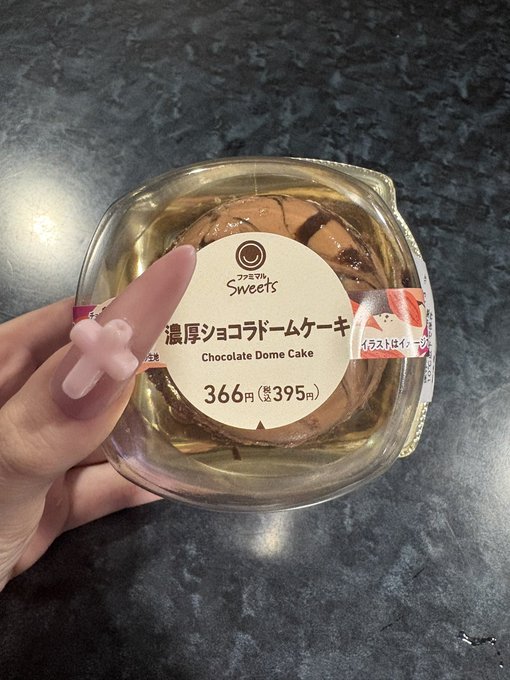 ファミマル
Sweets
濃厚ショコラドームケーキ
Chocolate Dome Cake
366円(税込395円)
イラストはイメージ
生地